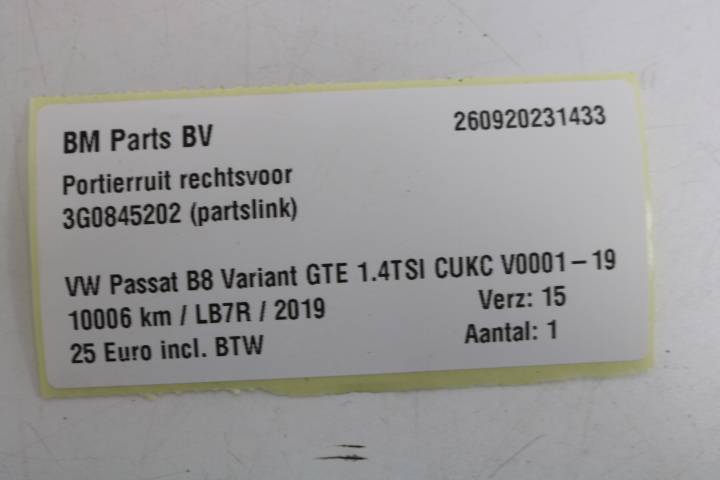 BM Parts BV 260920231433
Portierruit rechtsvoor
3G0845202 (partslink)
VW Passat B8 Variant GTE 1.4TSI CUKC V0001-19
10006 km / LB7R / 2019 Verz: 15
25 Euro incl. BTW Aantal: 1